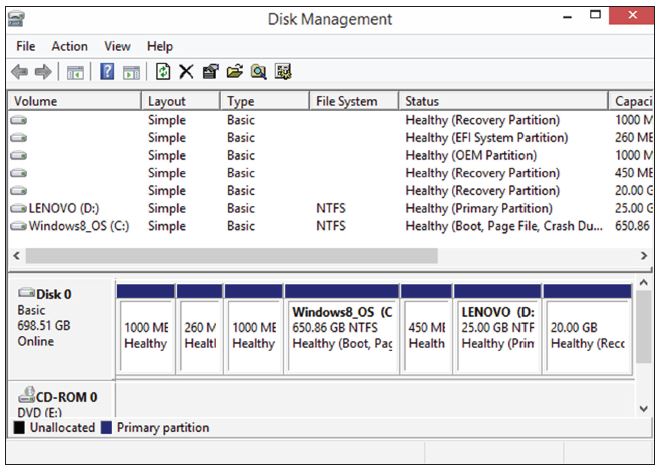 Disk Management
File Action View Help
Volume Layout Type File System Status Capaci
Simple Basic Healthy (Recovery Partition) 1000 M
Simple Basic Healthy (EFI System Partition) 260 ME
Simple Basic Healthy (OEM Partition) 1000 M
Simple Basic Healthy (Recovery Partition) 450 ME
Simple Basic Healthy (Recovery Partition) 20.00 G
LENOVO (D:) Simple Basic NTFS Healthy (Primary Partition) 25.00 G
Windows8_OS (C:) Simple Basic NTFS Healthy (Boot, Page File, Crash Du... 650.86
Disk 0
Basic
698.51 GB
Online
1000 ME
Healthy
260 M
Healtl
1000 ME
Healthy
Windows8_OS (C
650.86 GB NTFS
Healthy (Boot, Pag
450 ME
Health
LENOVO (D:
25.00 GB NTF
Healthy (Prin
20.00 GB
Healthy (Recc
CD-ROM 0
DVD (E:)
Unallocated Primary partition